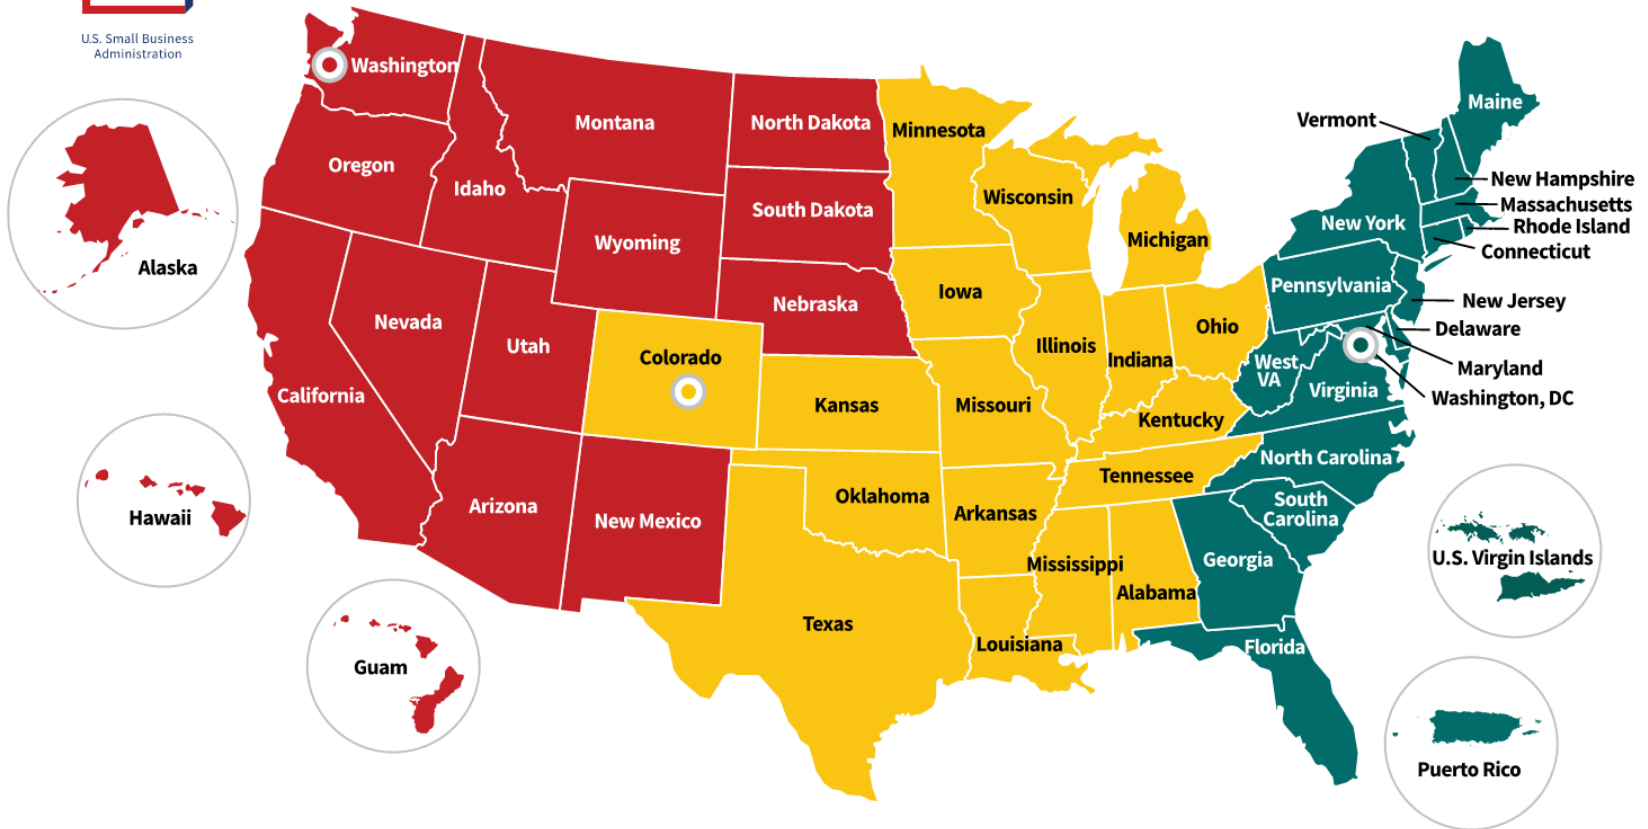 U.S. Small Business
Administration
Washington
Montana
North Dakota
Minnesota
Maine
Vermont
Oregon
Idaho
Wisconsin
New Hampshire
Massachusetts
South Dakota
New York
Rhode Island
Wyoming
Michigan
Connecticut
Alaska
Pennsylvania
Iowa
Nebraska
New Jersey
Nevada
Ohio
Delaware
Utah
Illinois
Colorado
Indiana
West
VA
Maryland
California
Virginia
Washington, DC
Kansas
Missouri
Kentucky
North Carolina
Tennessee
Oklahoma
South
Carolina
Arizona
Arkansas
Hawaii
New Mexico
U.S. Virgin Islands
Georgia
Mississippi
Alabama
Texas
Louisiana
Florida
Guam
Puerto Rico